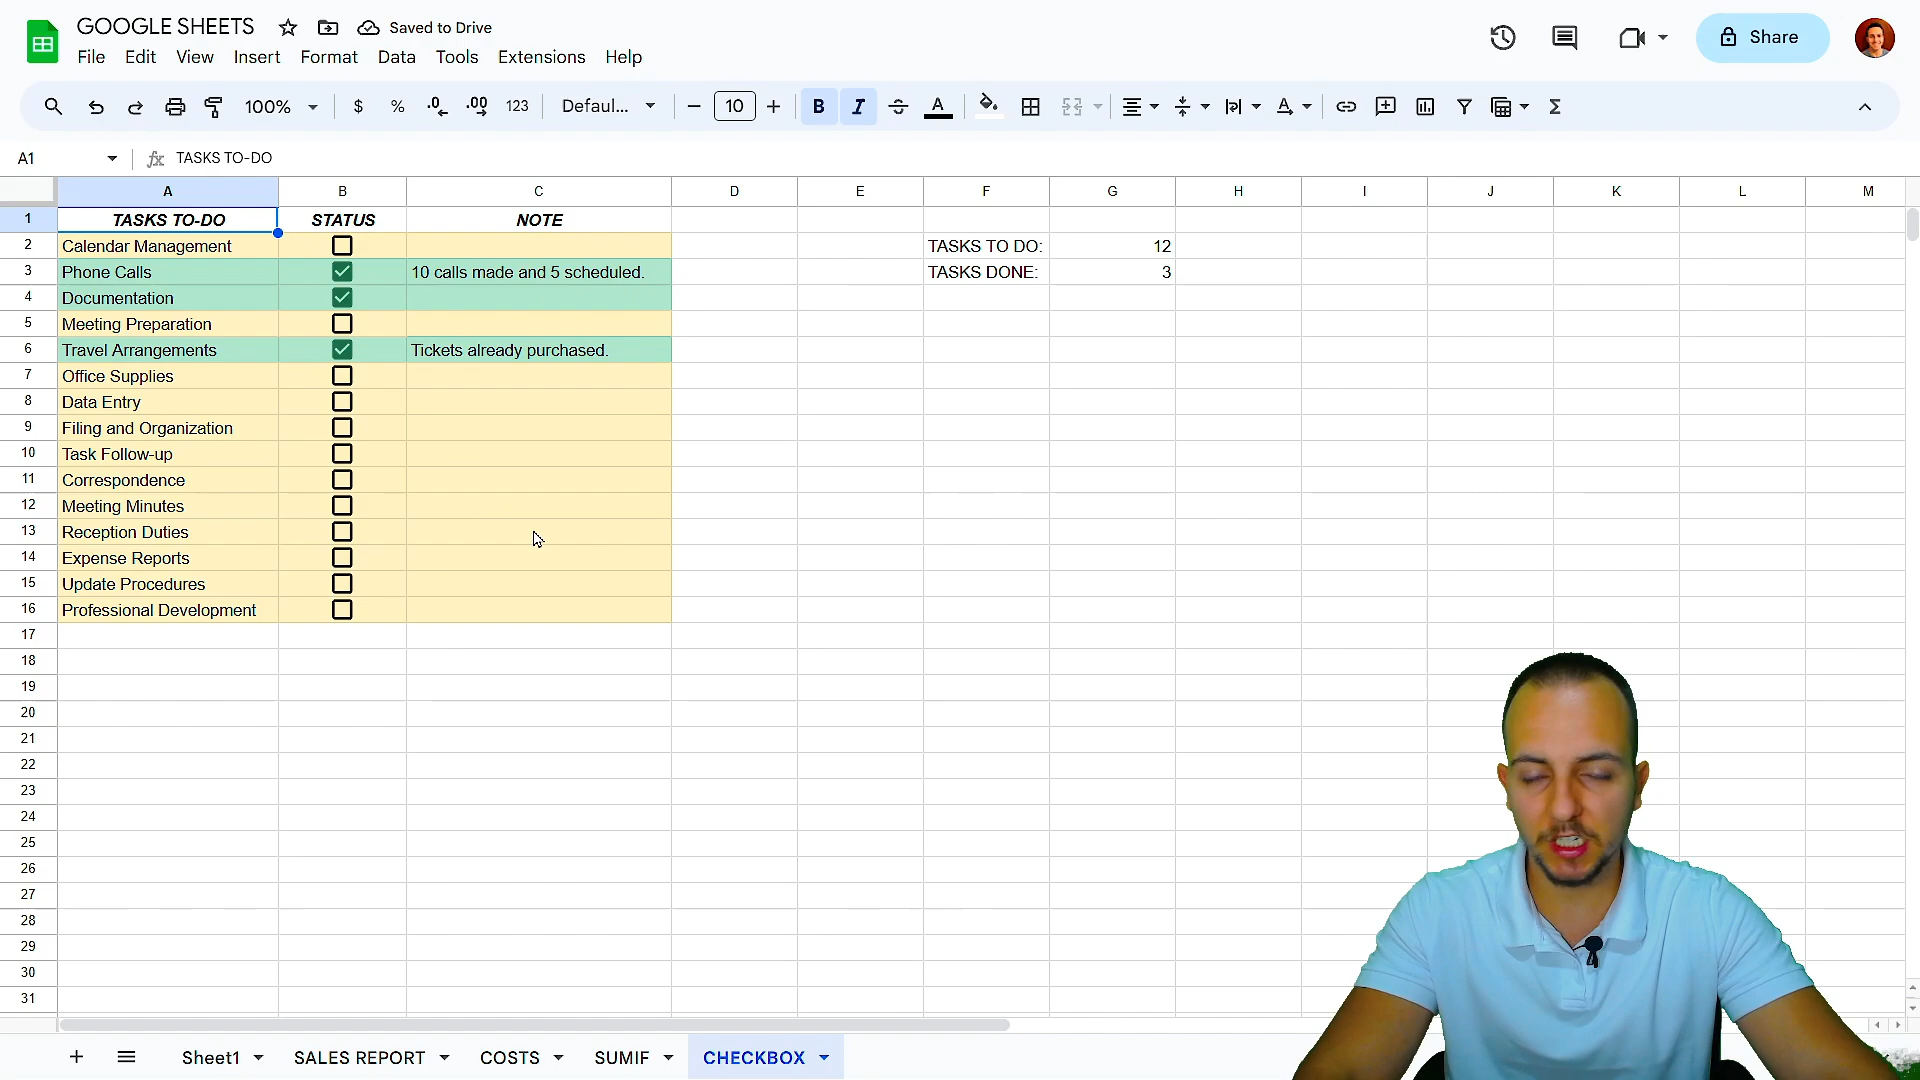 GOOGLE SHEETS
Saved to Drive
Share
File Edit View Insert Format Data Tools Extensions Help
100% $ % .0 .00 123 Defaul... 10 B I A
A1 fx TASKS TO-DO
A B C D E F G H I J K L M
1 TASKS TO-DO STATUS NOTE
2 Calendar Management TASKS TO DO: 12
3 Phone Calls 10 calls made and 5 scheduled. TASKS DONE: 3
4 Documentation
5 Meeting Preparation
6 Travel Arrangements Tickets already purchased.
7 Office Supplies
8 Data Entry
9 Filing and Organization
10 Task Follow-up
11 Correspondence
12 Meeting Minutes
13 Reception Duties
14 Expense Reports
15 Update Procedures
16 Professional Development
17
18
19
20
21
22
23
24
25
26
27
28
29
30
31
Sheet1 SALES REPORT COSTS SUMIF CHECKBOX